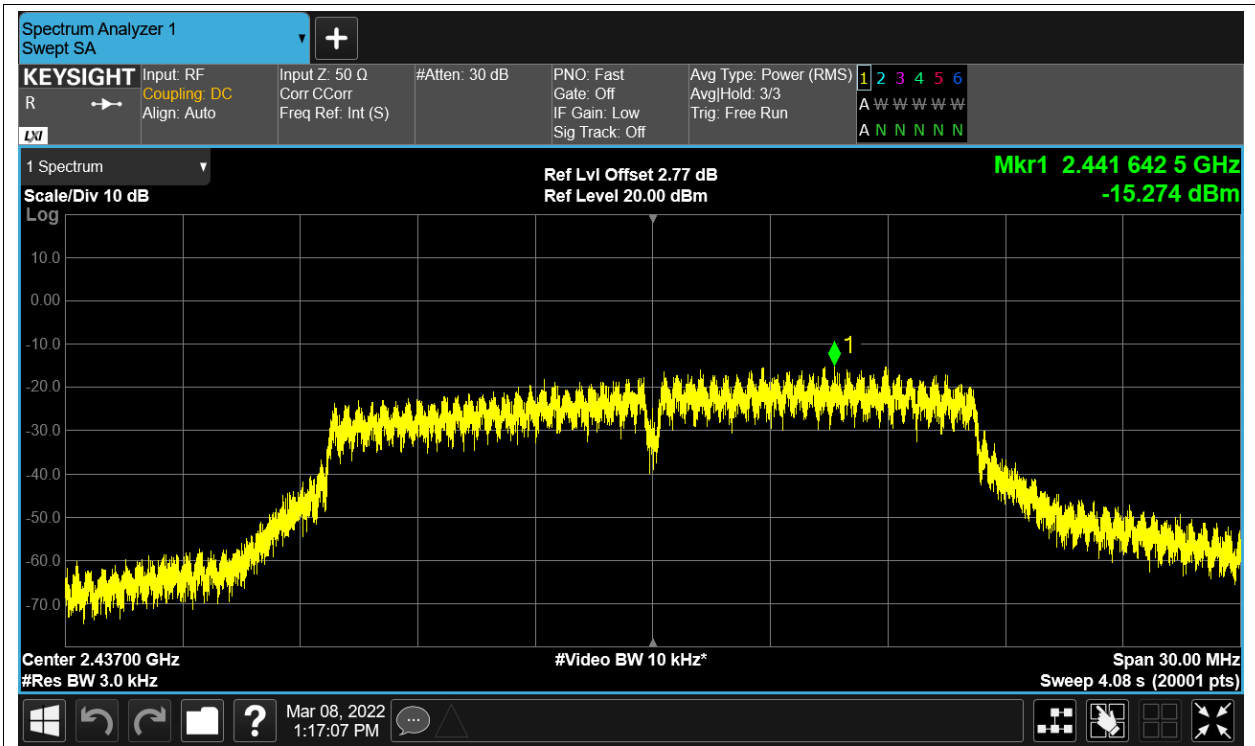 Spectrum Analyzer 1
Swept SA
KEYSIGHT
R
LXI
Input: RF
Coupling: DC
Align: Auto
Input Z: 50 Ω
Corr CCorr
Freq Ref: Int (S)
#Atten: 30 dB
PNO: Fast
Gate: Off
IF Gain: Low
Sig Track: Off
Avg Type: Power (RMS)
Avg|Hold: 3/3
Trig: Free Run
1 2 3 4 5 6
A W W W W W
A N N N N N
1 Spectrum
Scale/Div 10 dB
Log
Ref Lvl Offset 2.77 dB
Ref Level 20.00 dBm
Mkr1 2.441 642 5 GHz
-15.274 dBm
10.0
0.00
-10.0
1
-20.0
-30.0
-40.0
-50.0
-60.0
-70.0
Center 2.43700 GHz
#Video BW 10 kHz*
Span 30.00 MHz
#Res BW 3.0 kHz
Sweep 4.08 s (20001 pts)
?
Mar 08, 2022
1:17:07 PM